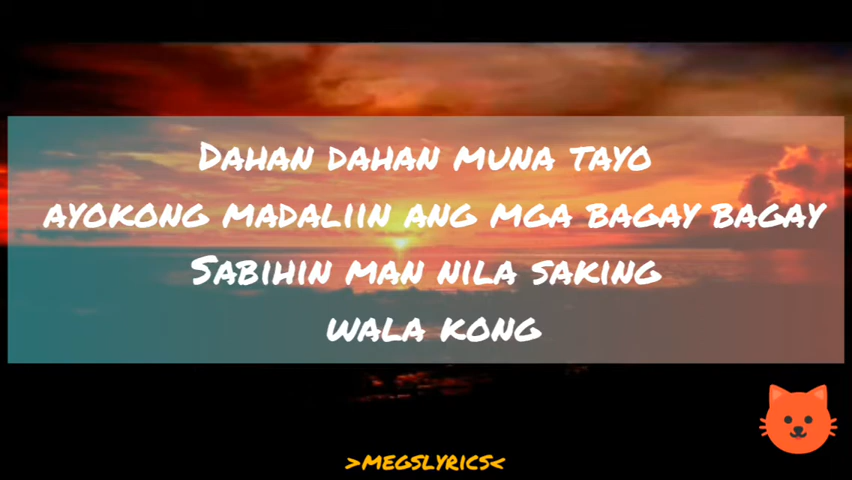 Dahan dahan muna tayo
ayokong madaliin ang mga bagay bagay
Sabihin man nila saking
wala kong
>megslyrics<